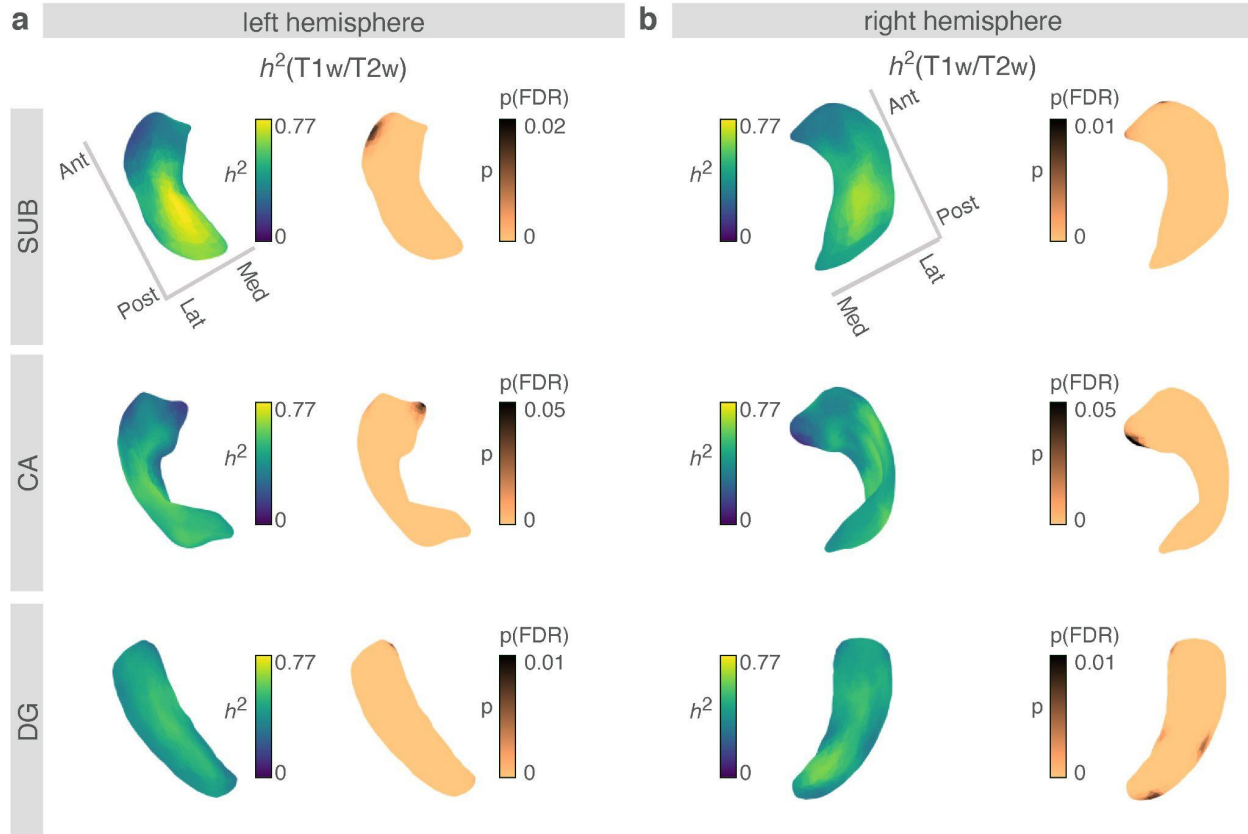 a
left hemisphere
h²(T1w/T2w)
SUB
Ant
Post
Lat
Med
h²
0.77
0
p(FDR)
p
0.02
0
CA
h²
0.77
0
p(FDR)
p
0.05
0
DG
h²
0.77
0
p(FDR)
p
0.01
0
b
right hemisphere
h²(T1w/T2w)
h²
0.77
0
Ant
Post
Lat
Med
p(FDR)
p
0.01
0
h²
0.77
0
p(FDR)
p
0.05
0
h²
0.77
0
p(FDR)
p
0.01
0